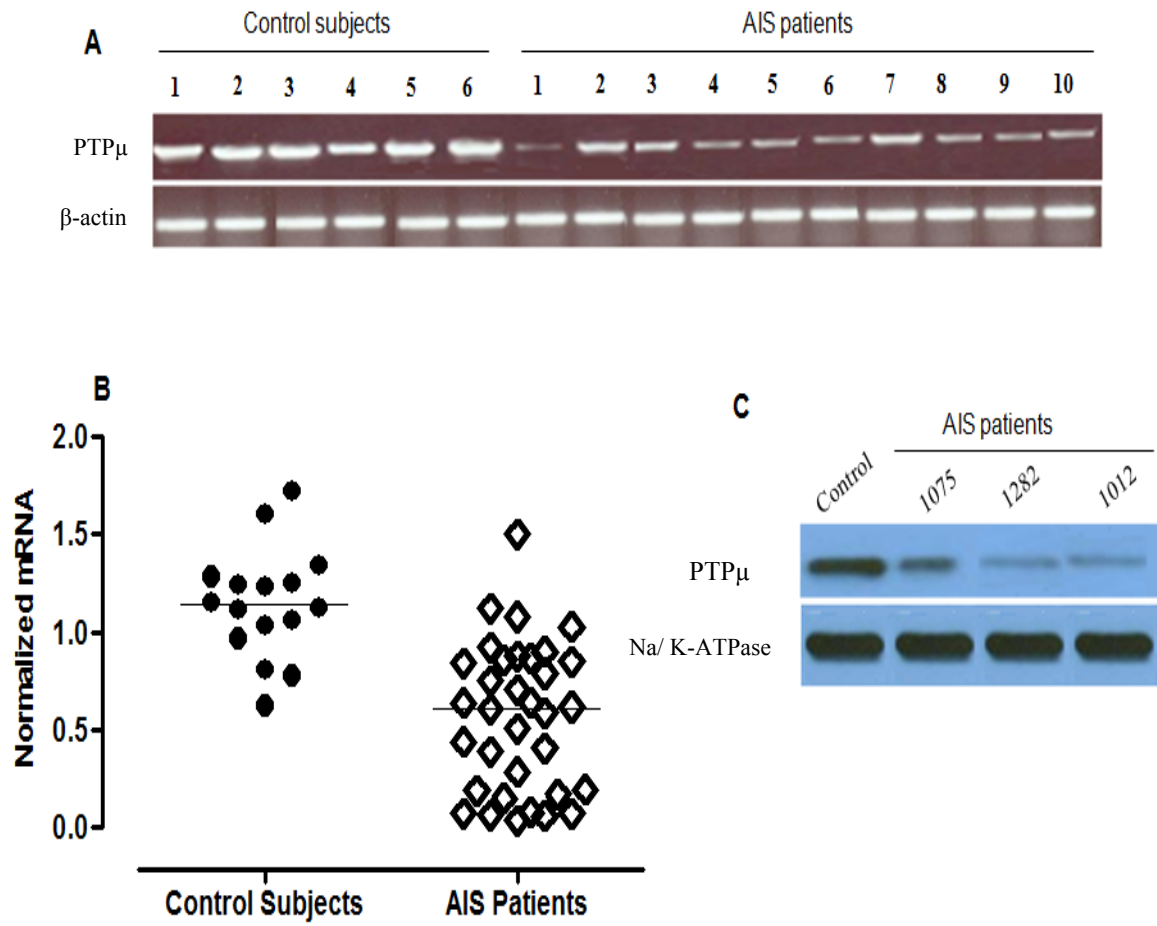 A
Control subjects AIS patients
1 2 3 4 5 6 1 2 3 4 5 6 7 8 9 10
PTPμ
β-actin
B
Normalized mRNA
2.0
1.5
1.0
0.5
0.0
Control Subjects AIS Patients
C
AIS patients
Control 1075 1282 1012
PTPμ
Na/ K-ATPase